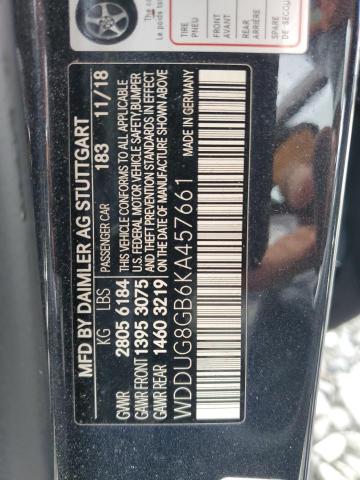 MFD BY DAIMLER AG STUTTGART
PASSENGER CAR 183 11/18
KG LBS
GVWR 2805 6184
GAWR FRONT 1395 3075
GAWR REAR 1460 3219
THIS VEHICLE CONFORMS TO ALL APPLICABLE
U.S. FEDERAL MOTOR VEHICLE SAFETY, BUMPER,
AND THEFT PREVENTION STANDARDS IN EFFECT
ON THE DATE OF MANUFACTURE SHOWN ABOVE
WDDUG8GB6KA457661
MADE IN GERMANY
TIRE
PNEU
FRONT
AVANT
REAR
ARRIÈRE
SPARE
DE SECOU